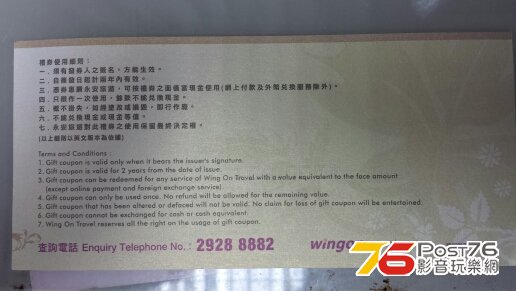 禮券使用細則：
一．須有發券人之簽名，方能生效。
二．自簽發日起計兩年內有效。
三．憑券惠顧永安旅遊，可按禮券之面值當現金使用(網上付款及外幣兌換服務除外)。
四．只限作一次使用，餘款不能兌換現金。
五．概不掛失，如經塗改或損毀，即行作廢。
六．不能兌換現金或現金等值。
七．永安旅遊對此禮券之使用保留最終決定權。
(以上細則以英文版本為依據)
Terms and Conditions :
1. Gift coupon is valid only when it bears the issuer's signature.
2. Gift coupon is valid for 2 years from the date of issue.
3. Gift coupon can be redeemed for any service of Wing On Travel with a value equivalent to the face amount
(except online payment and foreign exchange service).
4. Gift coupon can only be used once. No refund will be allowed for the remaining value.
5. Gift coupon that has been altered or defaced will not be valid. No claim for loss of gift coupon will be entertained.
6. Gift coupon cannot be exchanged for cash or cash equivalent.
7. Wing On Travel reserves all the right on the usage of gift coupon.
查詢電話 Enquiry Telephone No. : 2928 8882
76 Post76
影音玩樂網